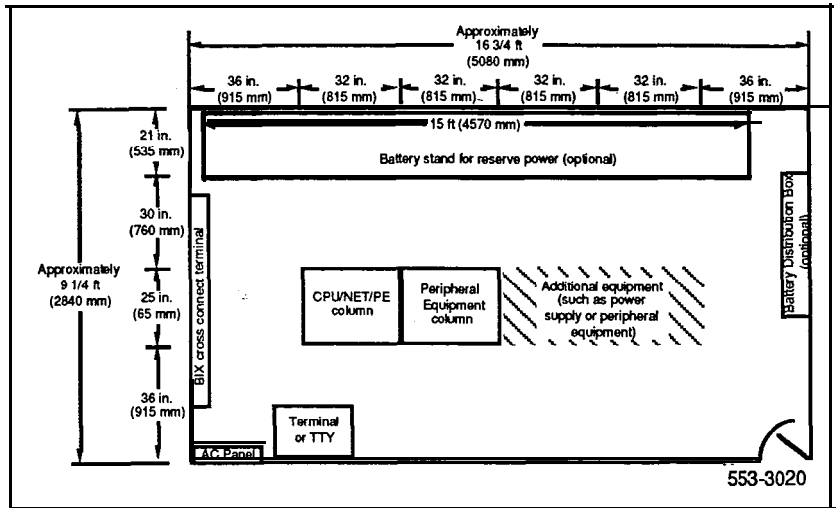 Approximately
16 3/4 ft
(5080 mm)
36 in.
(915 mm)
32 in.
(815 mm)
32 in.
(815 mm)
32 in.
(815 mm)
32 in.
(815 mm)
36 in.
(915 mm)
15 ft (4570 mm)
Battery stand for reserve power (optional)
21 in.
(535 mm)
30 in.
(760 mm)
Approximately
9 1/4 ft
(2840 mm)
25 in.
(65 mm)
36 in.
(915 mm)
BIX cross connect terminal
CPU/NET/PE
column
Peripheral
Equipment
column
Additional equipment
(such as power
supply or peripheral
equipment)
Battery Distribution Box
(optional)
Terminal
or TTY
AC Panel
553-3020